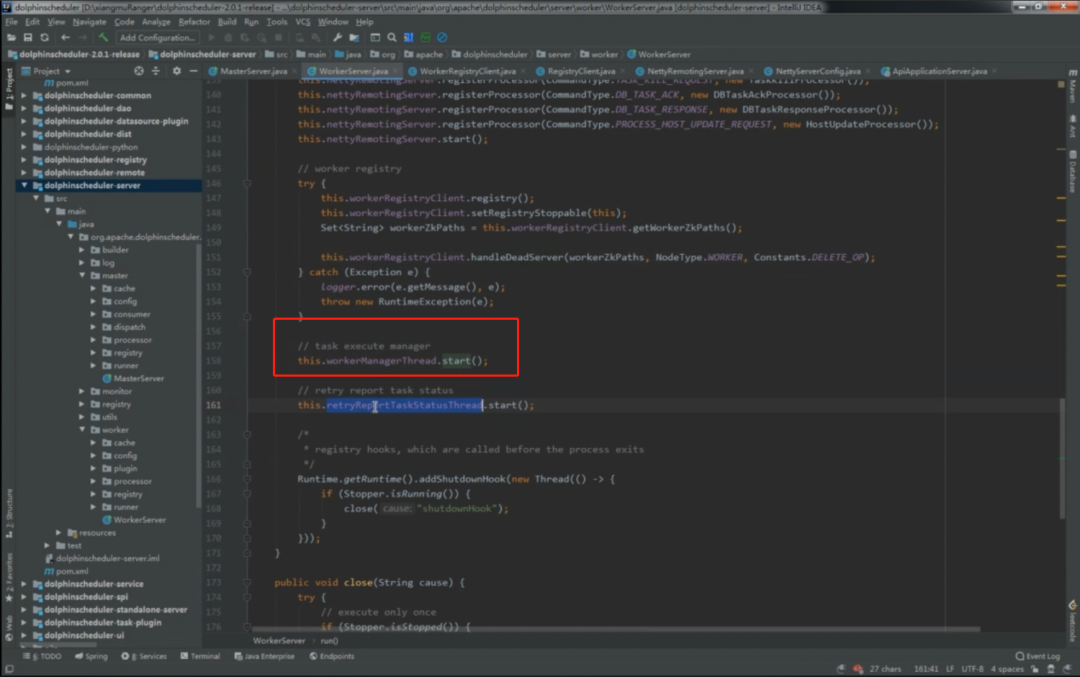 dolphinscheduler [D:\xiangmuRanger\dolphinscheduler-2.0.1-release] - ...\dolphinscheduler-server\src\main\java\org\apache\dolphinscheduler\server\worker\WorkerServer.java [dolphinscheduler-server] - IntelliJ IDEA
File Edit View Navigate Code Analyze Refactor Build Run Tools VCS Window Help
Add Configuration...
dolphinscheduler-2.0.1-release dolphinscheduler-server src main java org apache dolphinscheduler server worker WorkerServer
Project
MasterServer.java WorkerServer.java WorkerRegistryClient.java RegistryClient.java NettyRemotingServer.java NettyServerConfig.java ApiApplicationServer.java
pom.xml
dolphinscheduler-common
dolphinscheduler-dao
dolphinscheduler-datasource-plugin
dolphinscheduler-dist
dolphinscheduler-python
dolphinscheduler-registry
dolphinscheduler-remote
dolphinscheduler-server
src
main
java
org.apache.dolphinscheduler.
builder
log
master
cache
config
consumer
dispatch
processor
registry
runner
MasterServer
monitor
registry
utils
worker
cache
config
plugin
processor
registry
runner
WorkerServer
resources
test
dolphinscheduler-server.iml
pom.xml
dolphinscheduler-service
dolphinscheduler-spi
dolphinscheduler-standalone-server
dolphinscheduler-task-plugin
dolphinscheduler-ui
140 this.nettyRemotingServer.registerProcessor(CommandType.DB_TASK_ACK, new DBTaskAckProcessor());
141 this.nettyRemotingServer.registerProcessor(CommandType.DB_TASK_RESPONSE, new DBTaskResponseProcessor());
142 this.nettyRemotingServer.registerProcessor(CommandType.PROCESS_HOST_UPDATE_REQUEST, new HostUpdateProcessor());
143 this.nettyRemotingServer.start();
144
145 // worker registry
146 try {
147 this.workerRegistryClient.registry();
148 this.workerRegistryClient.setRegistryStoppable(this);
149 Set<String> workerZkPaths = this.workerRegistryClient.getWorkerZkPaths();
150
151 this.workerRegistryClient.handleDeadServer(workerZkPaths, NodeType.WORKER, Constants.DELETE_OP);
152 } catch (Exception e) {
153 logger.error(e.getMessage(), e);
154 throw new RuntimeException(e);
155 }
156
157 // task execute manager
158 this.workerManagerThread.start();
159
160 // retry report task status
161 this.retryReportTaskStatusThread.start();
162
163 /*
164 * registry hooks, which are called before the process exits
165 */
166 Runtime.getRuntime().addShutdownHook(new Thread(() -> {
167 if (Stopper.isRunning()) {
168 close( cause: "shutdownHook");
169 }
170 }));
171 }
172
173 public void close(String cause) {
174 try {
175 // execute only once
176 if (Stopper.isStopped()) {
WorkerServer run()
Project
Z: Structure
2: Favorites
Web
Maven
Ant
Database
leetcode
6: TODO Spring 8: Services Terminal Java Enterprise Endpoints Event Log
27 chars 161:41 LF UTF-8 4 spaces